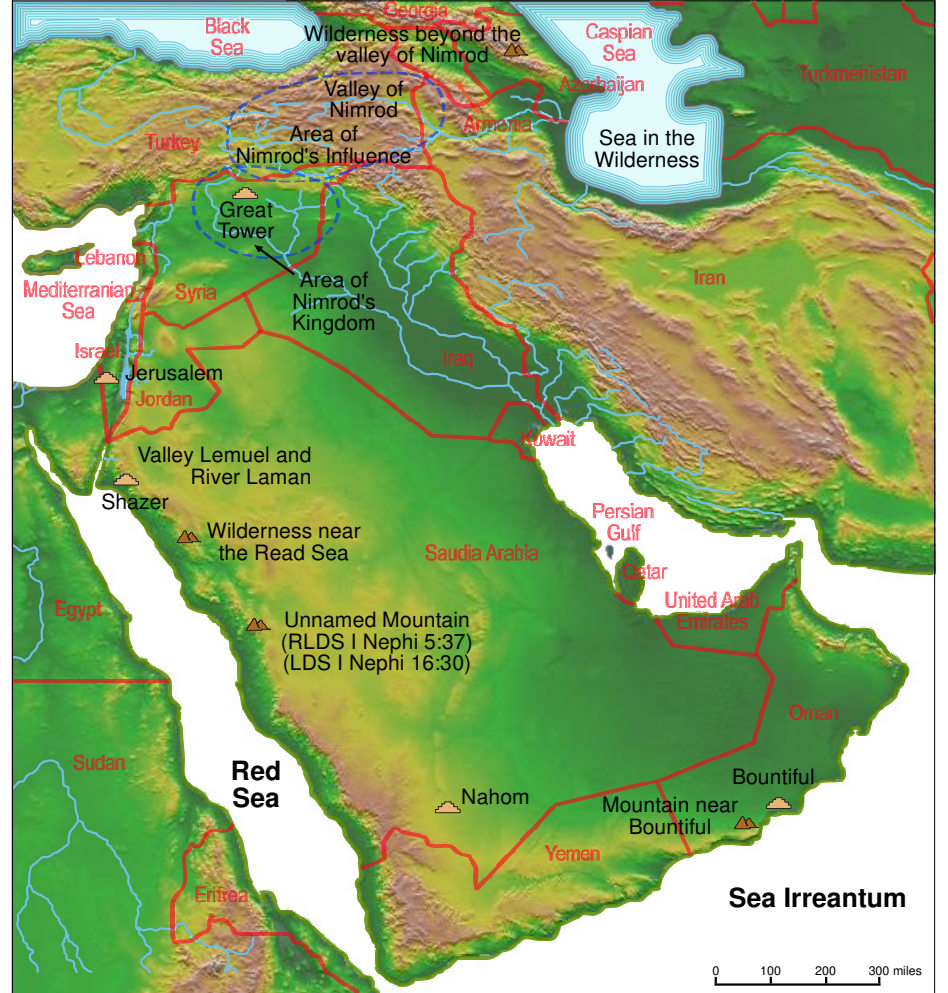 Georgia
Black
Sea
Wilderness beyond the
valley of Nimrod
Caspian
Sea
Azerbaijan
Turkmenistan
Valley of
Nimrod
Armenia
Turkey
Area of
Nimrod's Influence
Sea in the
Wilderness
Great
Tower
Lebanon
Mediterranian
Sea
Syria
Area of
Nimrod's
Kingdom
Iran
Israel
Jerusalem
Iraq
Jordan
Kuwait
Valley Lemuel and
River Laman
Shazer
Wilderness near
the Read Sea
Persian
Gulf
Saudia Arabia
Qatar
Egypt
United Arab
Emirates
Unnamed Mountain
(RLDS I Nephi 5:37)
(LDS I Nephi 16:30)
Oman
Sudan
Red
Sea
Bountiful
Nahom
Mountain near
Bountiful
Yemen
Eritrea
Sea Irreantum
0 100 200 300 miles